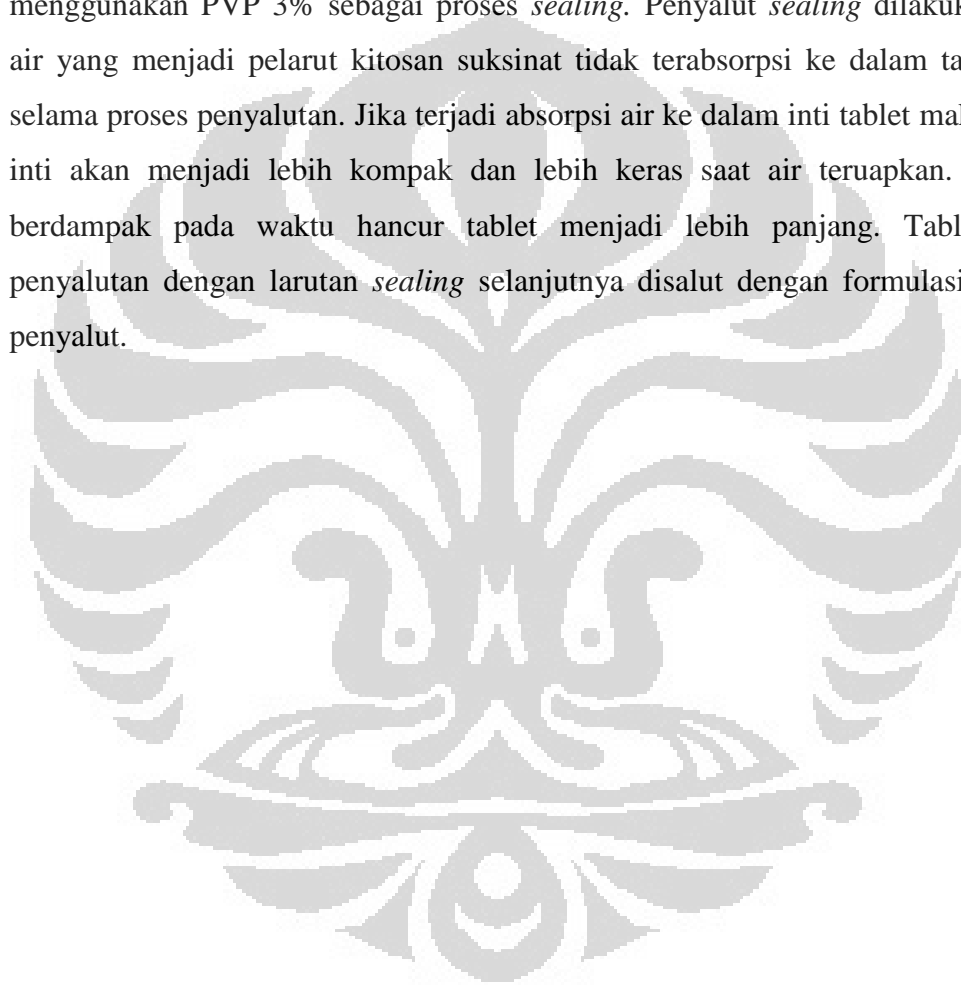 menggunakan PVP 3% sebagai proses sealing. Penyalut sealing dilakuk
air yang menjadi pelarut kitosan suksinat tidak terabsorpsi ke dalam ta
selama proses penyalutan. Jika terjadi absorpsi air ke dalam inti tablet mal
inti akan menjadi lebih kompak dan lebih keras saat air teruapkan.
berdampak pada waktu hancur tablet menjadi lebih panjang. Tabl
penyalutan dengan larutan sealing selanjutnya disalut dengan formulasi
penyalut.